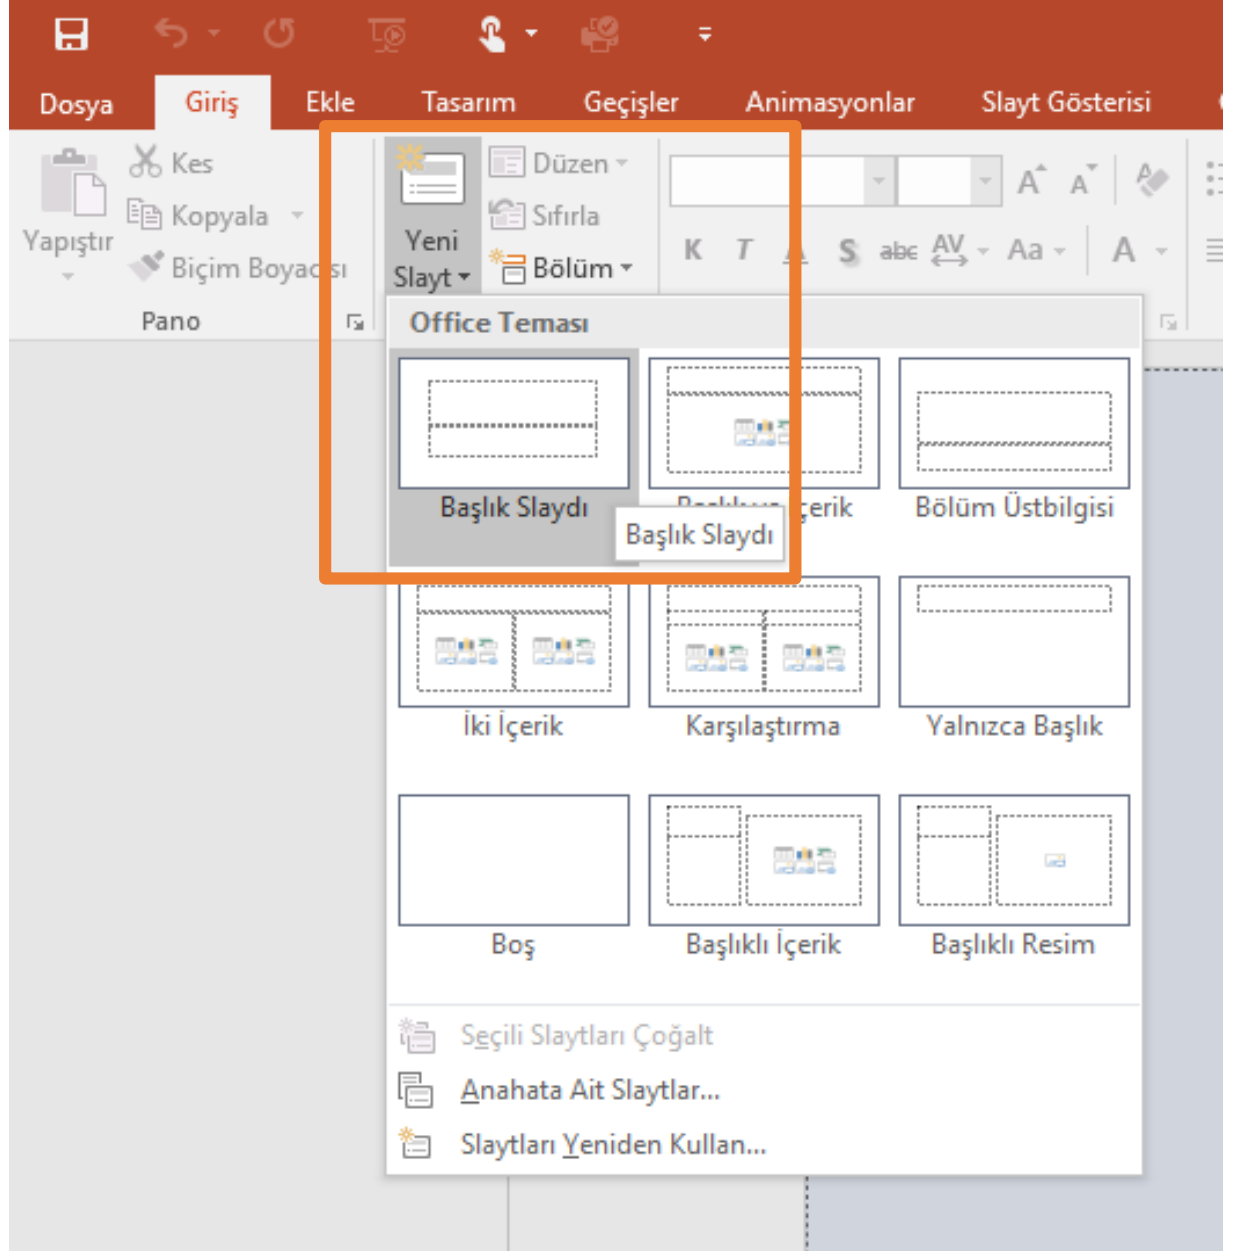 Dosya Giriş Ekle Tasarım Geçişler Animasyonlar Slayt Gösterisi
Yapıştır
Kes
Kopyala
Biçim Boyacısı
Pano
Yeni
Slayt
Düzen
Sıfırla
Bölüm
K T A S abc AV Aa A
A A
Office Teması
Başlık Slaydı
Bölüm Üstbilgisi
Başlık Slaydı
İki İçerik Karşılaştırma Yalnızca Başlık
Boş Başlıklı İçerik Başlıklı Resim
Seçili Slaytları Çoğalt
Anahata Ait Slaytlar...
Slaytları Yeniden Kullan...